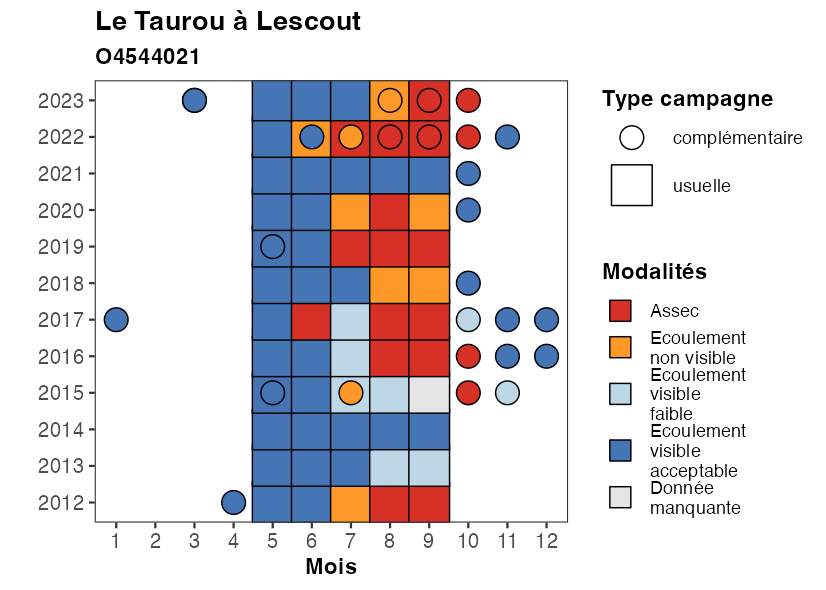 Le Taurou à Lescout
O4544021
2023
2022
2021
2020
2019
2018
2017
2016
2015
2014
2013
2012
1 2 3 4 5 6 7 8 9 10 11 12
Mois
Type campagne
complémentaire
usuelle
Modalités
Assec
Ecoulement
non visible
Ecoulement
visible
faible
Ecoulement
visible
acceptable
Donnée
manquante